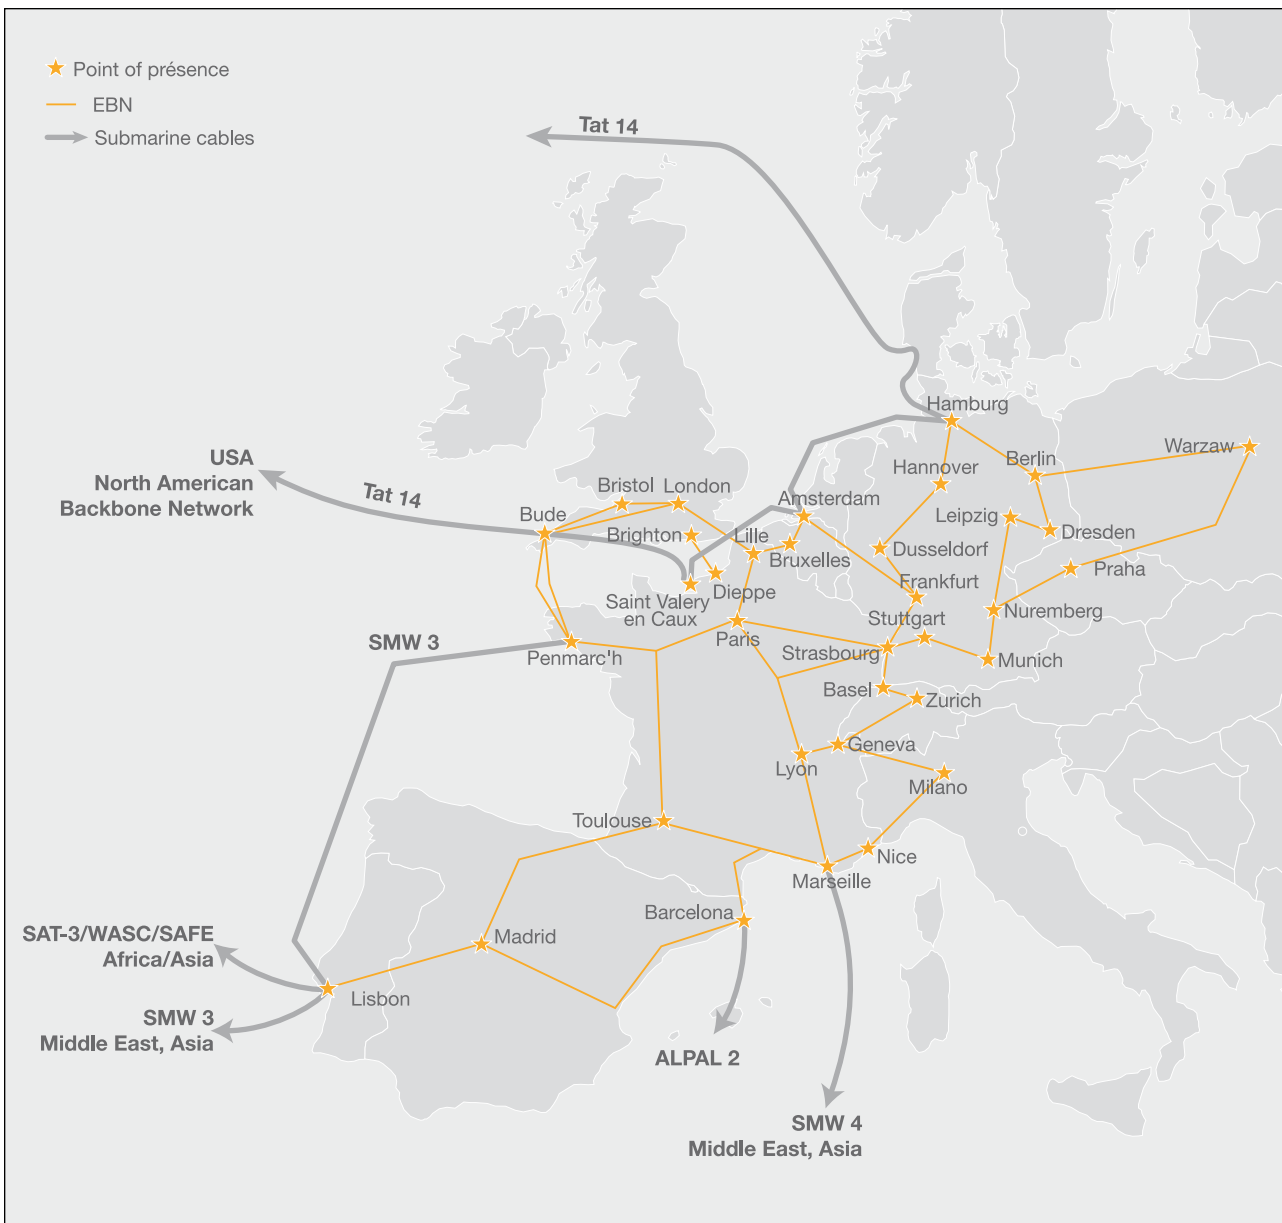 Point of présence
EBN
Submarine cables
Tat 14
Hamburg
Warzaw
Berlin
Hannover
USA
North American
Backbone Network
Tat 14
Bristol
London
Amsterdam
Leipzig
Bude
Brighton
Lille
Bruxelles
Dusseldorf
Dresden
Praha
Dieppe
Frankfurt
Saint Valery
en Caux
Stuttgart
Nuremberg
SMW 3
Penmarc'h
Paris
Strasbourg
Munich
Basel
Zurich
Geneva
Lyon
Milano
Toulouse
Nice
Marseille
Barcelona
SAT-3/WASC/SAFE
Africa/Asia
Madrid
Lisbon
SMW 3
Middle East, Asia
ALPAL 2
SMW 4
Middle East, Asia